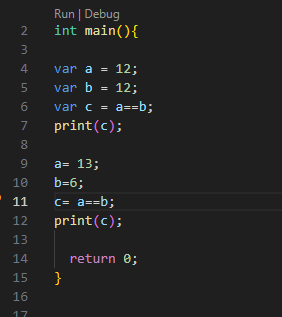 Run | Debug
2 int main(){
3
4 var a = 12;
5 var b = 12;
6 var c = a==b;
7 print(c);
8
9 a= 13;
10 b=6;
11 c= a==b;
12 print(c);
13
14 return 0;
15 }
16
17